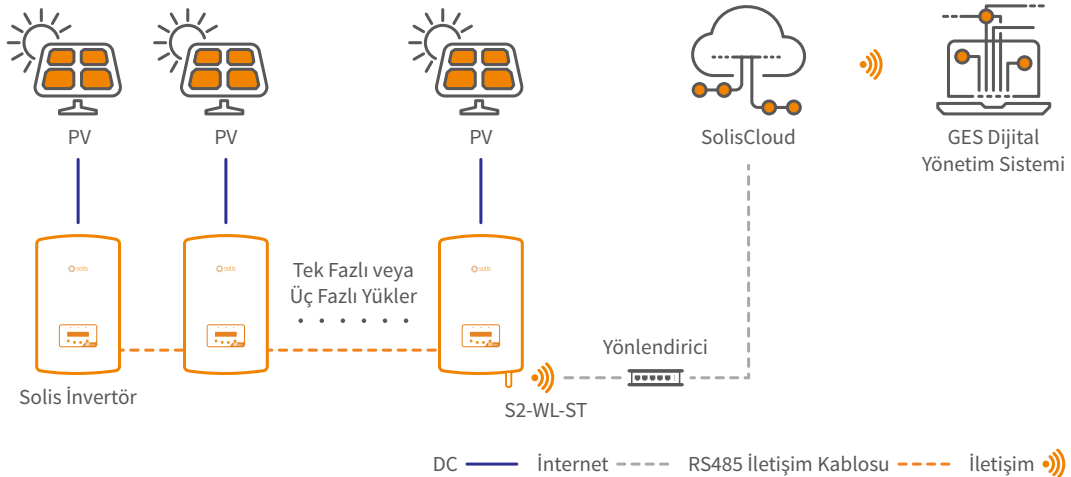 PV
PV
PV
SolisCloud
GES Dijital
Yönetim Sistemi
solis
solis
solis
Tek Fazlı veya
Üç Fazlı Yükler
Yönlendirici
Solis İnvertör
S2-WL-ST
DC
İnternet
RS485 İletişim Kablosu
İletişim